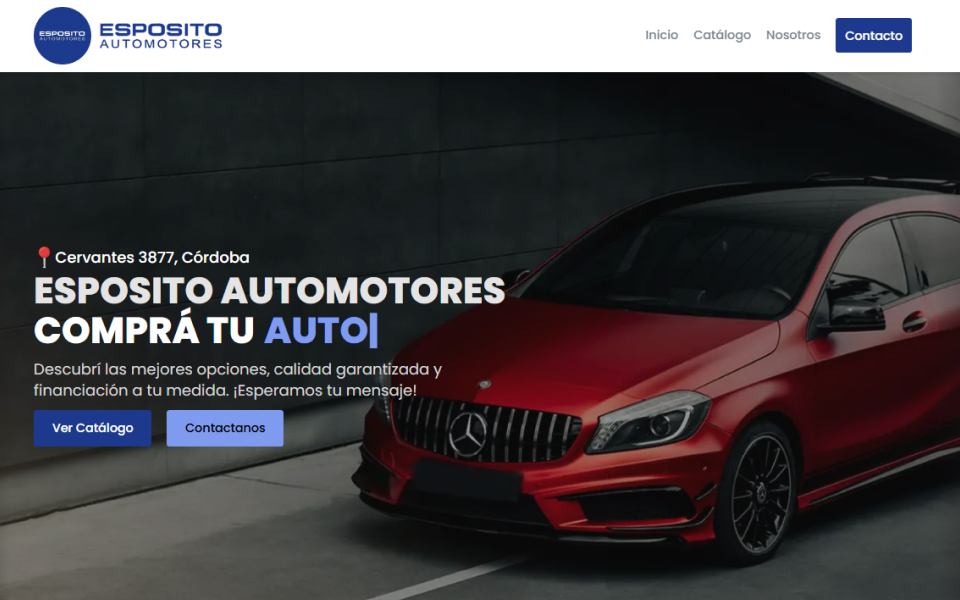 ESPOSITO
AUTOMOTORES
ESPOSITO
AUTOMOTORES
Inicio
Catálogo
Nosotros
Contacto
Cervantes 3877, Córdoba
ESPOSITO AUTOMOTORES
COMPRÁ TU AUTO|
Descubrí las mejores opciones, calidad garantizada y
financiación a tu medida. ¡Esperamos tu mensaje!
Ver Catálogo
Contactanos